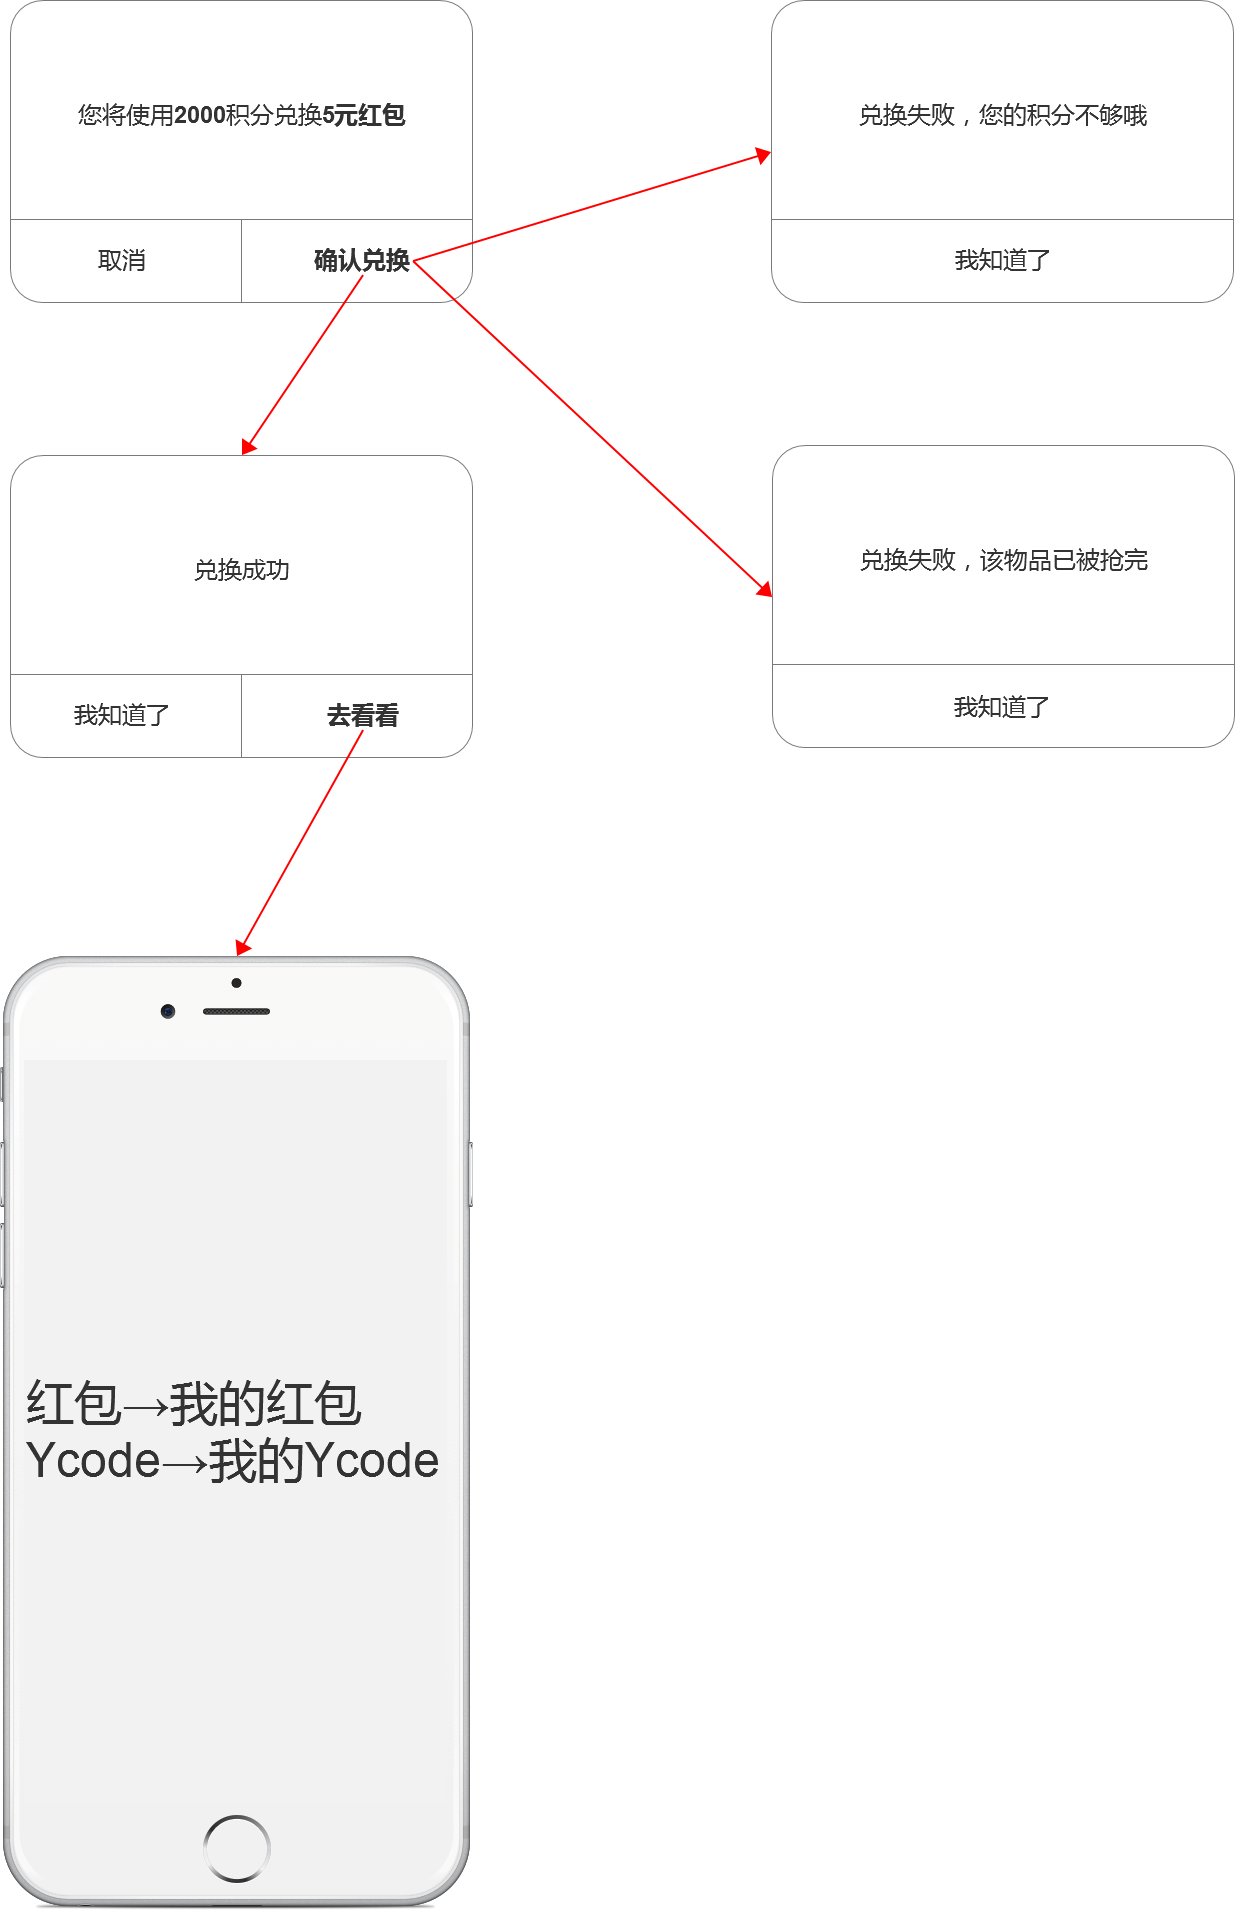 您将使用2000积分兑换5元红包
取消
确认兑换
兑换失败，您的积分不够哦
我知道了
兑换成功
我知道了
去看看
兑换失败，该物品已被抢完
我知道了
红包→我的红包
Ycode→我的Ycode